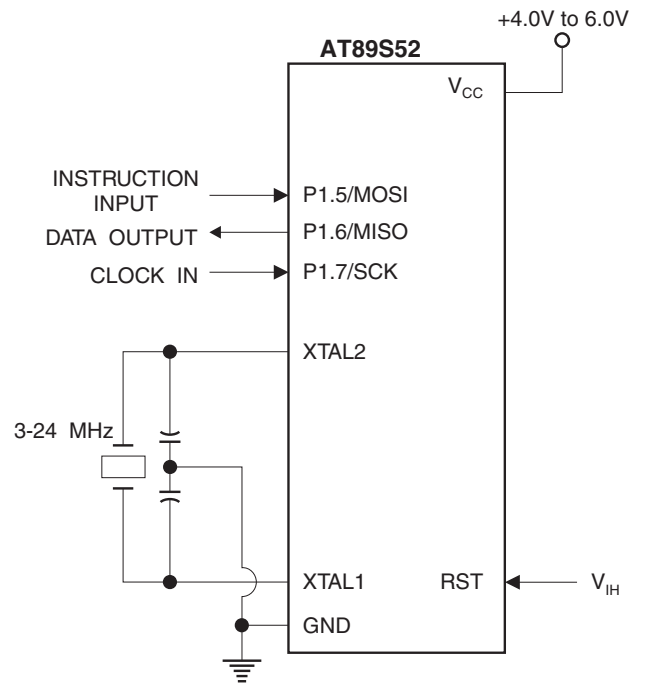 +4.0V to 6.0V
AT89S52
VCC
INSTRUCTION
INPUT
P1.5/MOSI
DATA OUTPUT
P1.6/MISO
CLOCK IN
P1.7/SCK
XTAL2
3-24 MHz
XTAL1
RST
VIH
GND